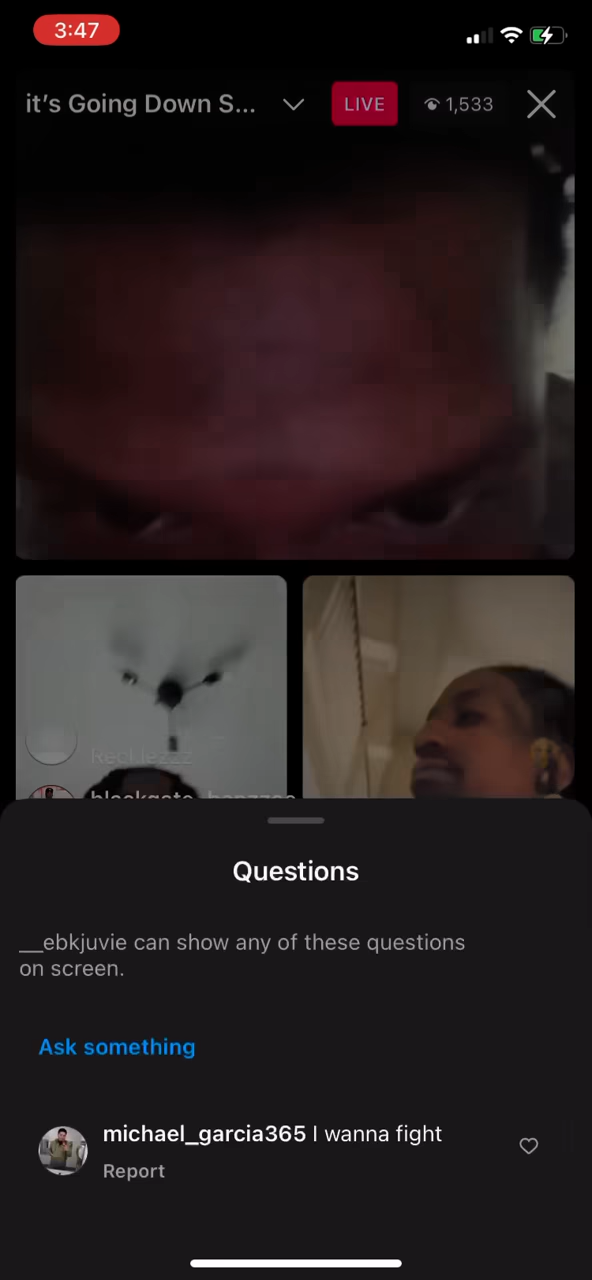 3:47
it's Going Down S...
LIVE
1,533
Recklezzz
Questions
__ebkjuvie can show any of these questions
on screen.
Ask something
michael_garcia365 I wanna fight
Report